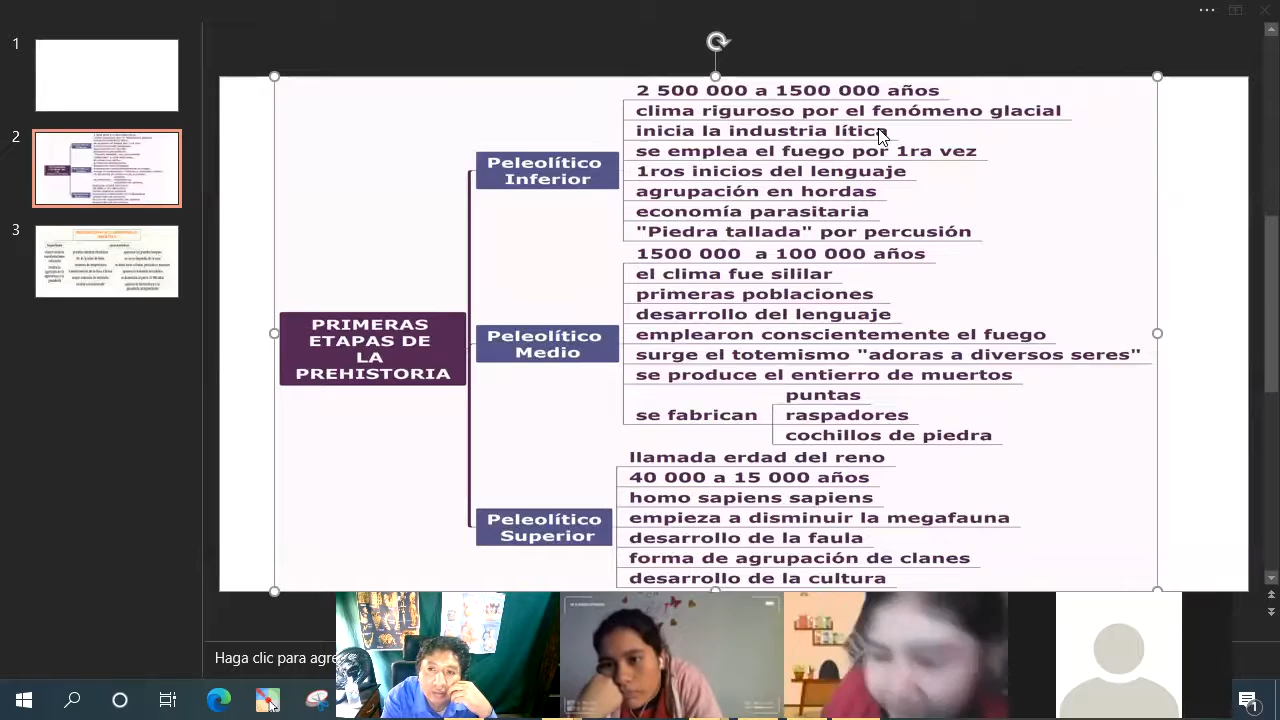 1
2
3
2 500 000 a 1500 000 años
clima riguroso por el fenómeno glacial
inicia la industria lítica
se emplea el fuego por 1ra vez
1ros inicios del lenguaje
agrupación en hordas
economía parasitaria
"Piedra tallada" por percusión
Peleolítico
Inferior
1500 000 a 100 000 años
el clima fue sililar
primeras poblaciones
desarrollo del lenguaje
emplearon conscientemente el fuego
surge el totemismo "adoras a diversos seres"
se produce el entierro de muertos
se fabrican
puntas
raspadores
cochillos de piedra
Peleolítico
Medio
PRIMERAS
ETAPAS DE
LA
PREHISTORIA
llamada erdad del reno
40 000 a 15 000 años
homo sapiens sapiens
empieza a disminuir la megafauna
desarrollo de la faula
forma de agrupación de clanes
desarrollo de la cultura
Peleolítico
Superior
Haga clic para agre
1